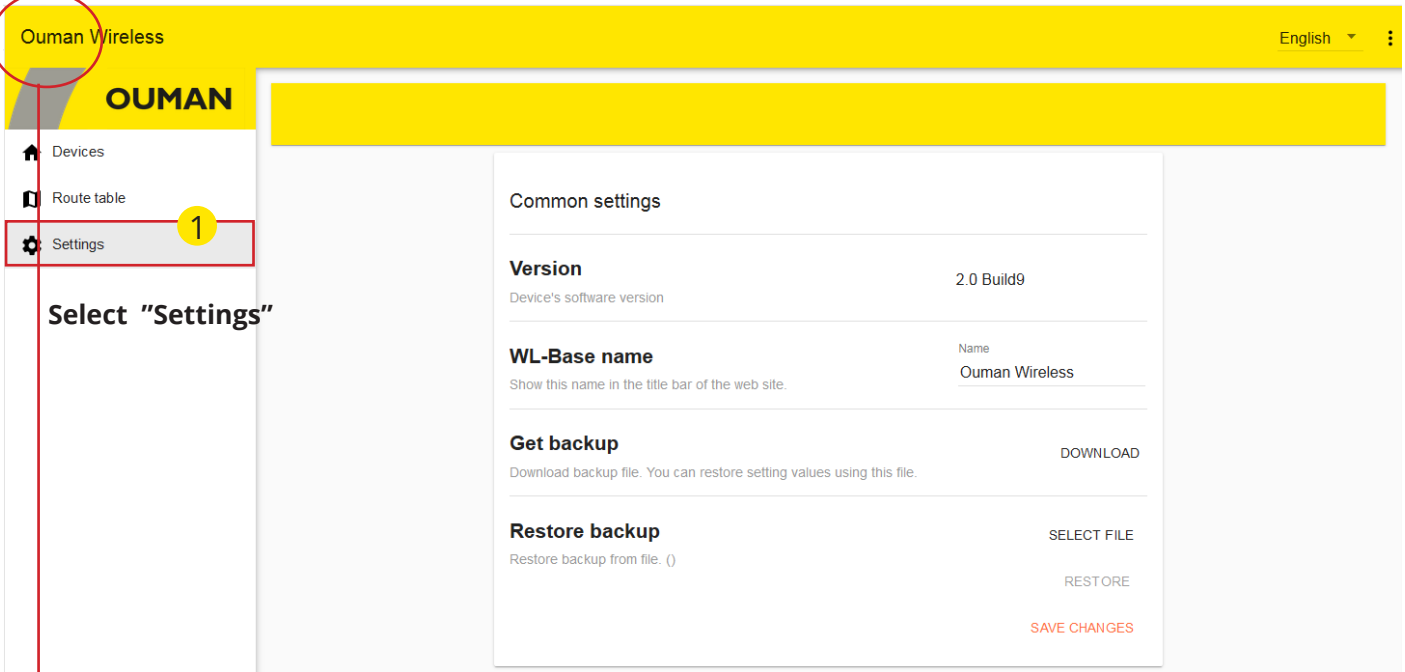 Ouman Wireless
English
OUMAN
Devices
Route table
1
Settings
Select ”Settings”
Common settings
Version
Device's software version
2.0 Build9
WL-Base name
Show this name in the title bar of the web site.
Name
Ouman Wireless
Get backup
Download backup file. You can restore setting values using this file.
DOWNLOAD
Restore backup
Restore backup from file. ()
SELECT FILE
RESTORE
SAVE CHANGES